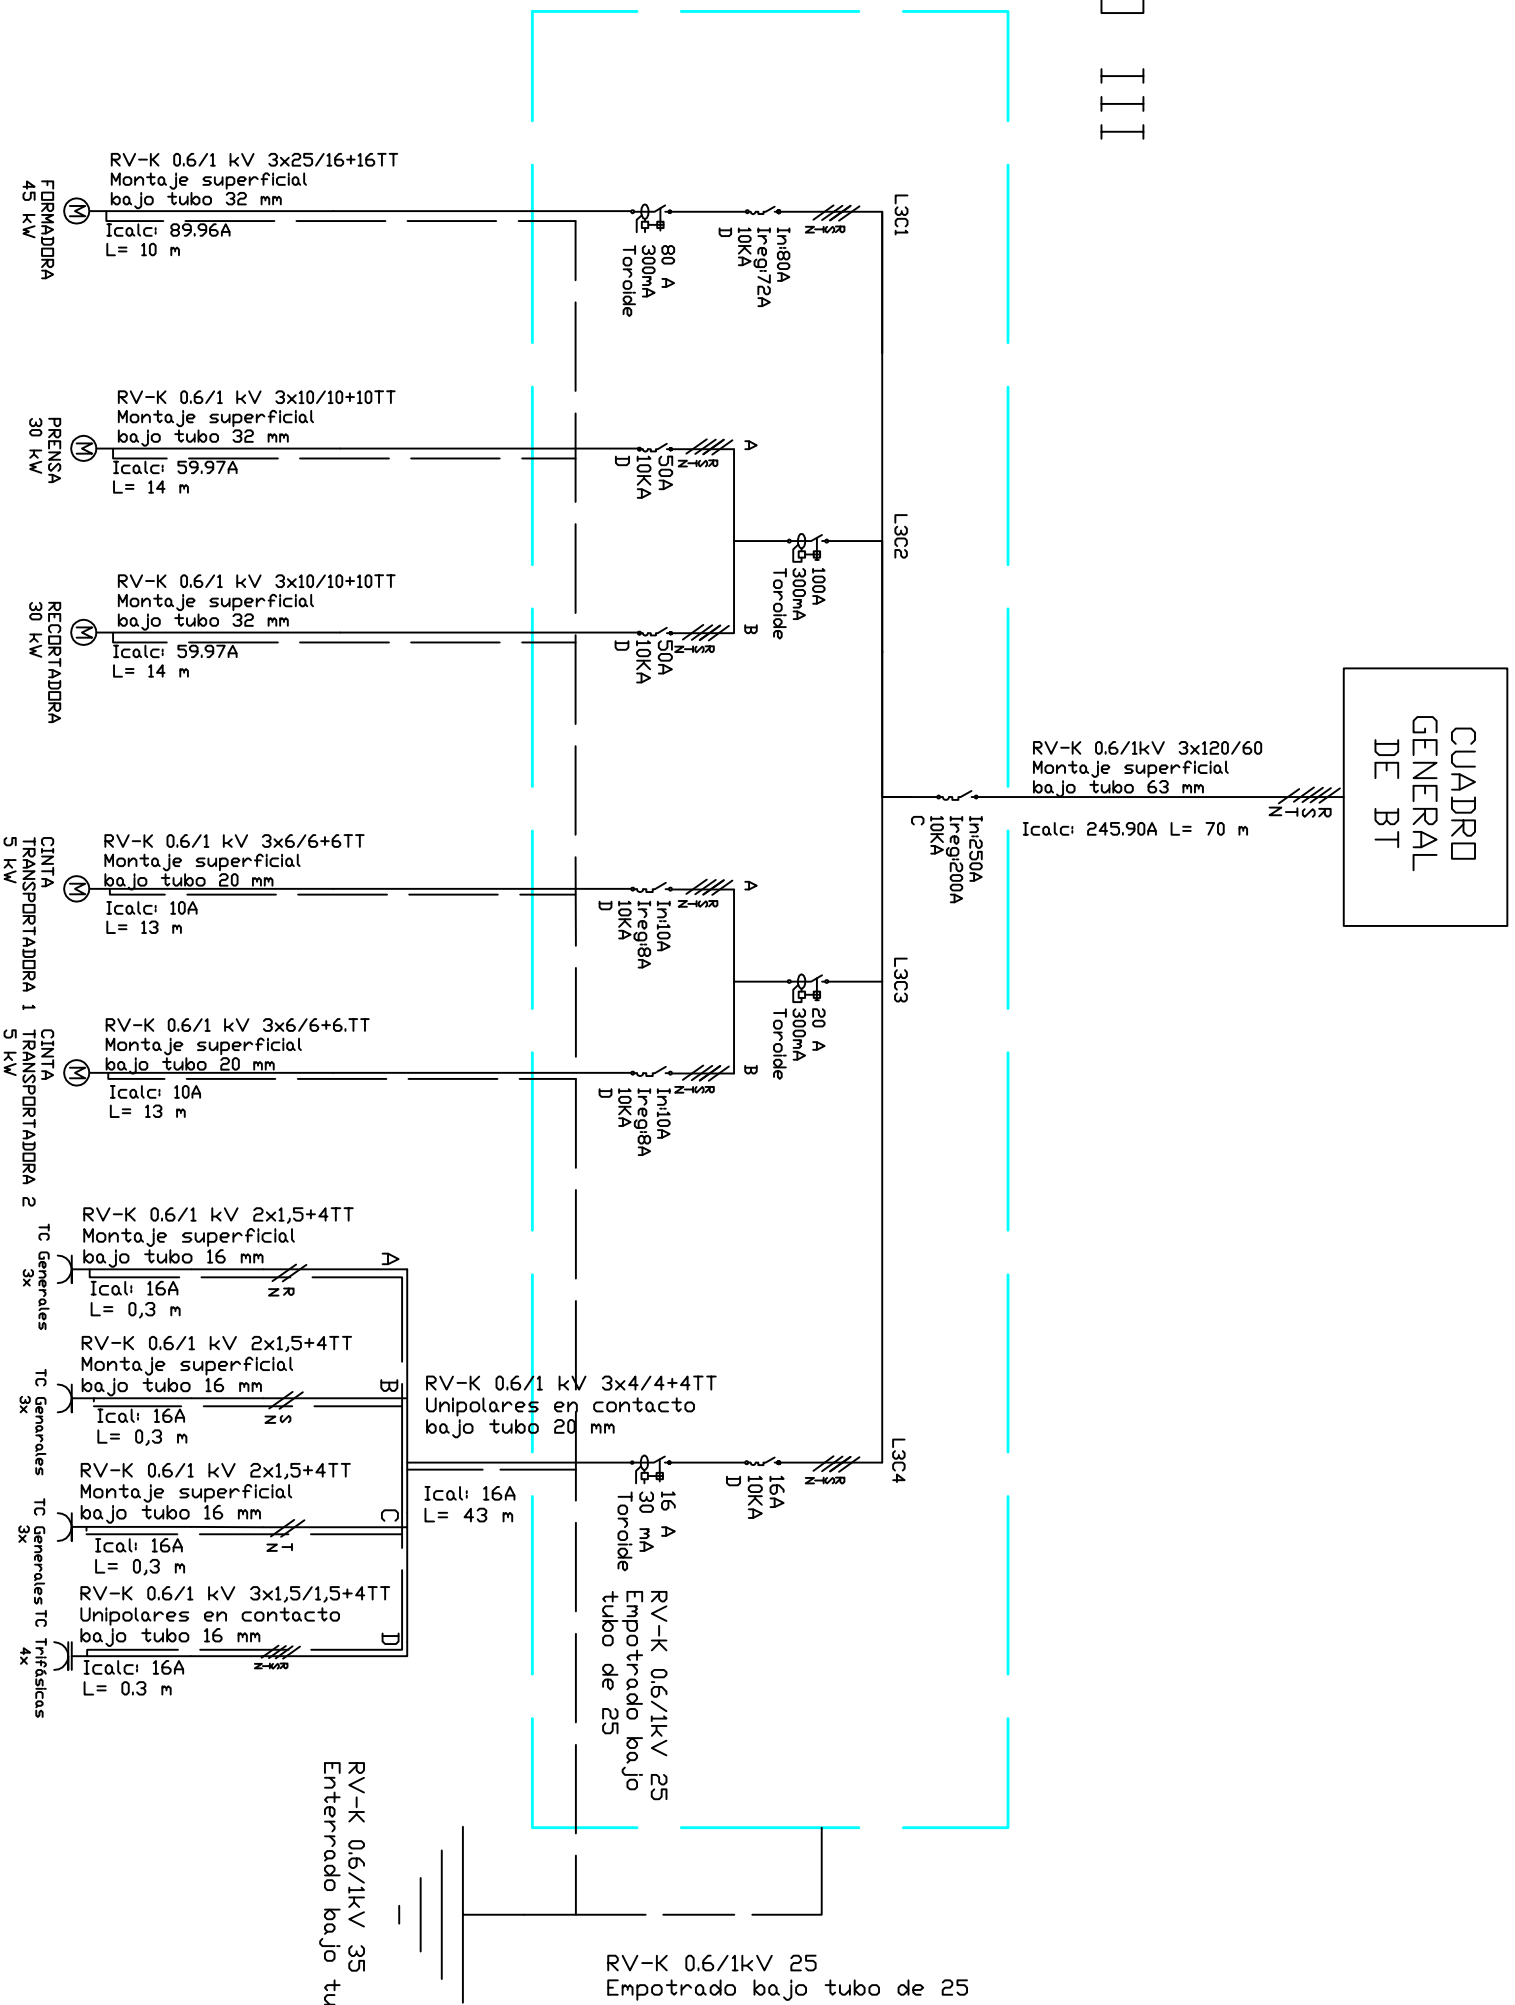 CUADRO
GENERAL
DE BT
RV-K 0.6/1kV 3x120/60
Montaje superficial
bajo tubo 63 mm
R
S
T
N
Icalc: 245.90A L= 70 m
In:250A
Ireg:200A
10KA
C
L3C1
R
S
T
N
In:80A
Ireg:72A
10KA
D
80 A
300mA
Toroide
RV-K 0.6/1 kV 3x25/16+16TT
Montaje superficial
bajo tubo 32 mm
Icalc: 89.96A
L= 10 m
M
FORMADORA
45 kW
L3C2
100A
300mA
Toroide
A
R
S
T
N
50A
10KA
D
RV-K 0.6/1 kV 3x10/10+10TT
Montaje superficial
bajo tubo 32 mm
Icalc: 59.97A
L= 14 m
M
PRENSA
30 kW
B
R
S
T
N
50A
10KA
D
RV-K 0.6/1 kV 3x10/10+10TT
Montaje superficial
bajo tubo 32 mm
Icalc: 59.97A
L= 14 m
M
RECORTADORA
30 kW
L3C3
20 A
300mA
Toroide
A
R
S
T
N
In:10A
Ireg:8A
10KA
D
RV-K 0.6/1 kV 3x6/6+6TT
Montaje superficial
bajo tubo 20 mm
Icalc: 10A
L= 13 m
M
CINTA
TRANSPORTADORA 1
5 kW
B
R
S
T
N
In:10A
Ireg:8A
10KA
D
RV-K 0.6/1 kV 3x6/6+6.TT
Montaje superficial
bajo tubo 20 mm
Icalc: 10A
L= 13 m
M
CINTA
TRANSPORTADORA 2
5 kW
L3C4
R
S
T
N
16A
10KA
D
16 A
30 mA
Toroide
RV-K 0.6/1 kV 3x4/4+4TT
Unipolares en contacto
bajo tubo 20 mm
Ical: 16A
L= 43 m
A
RV-K 0.6/1 kV 2x1,5+4TT
Montaje superficial
bajo tubo 16 mm
R
N
Ical: 16A
L= 0,3 m
TC Generales
3x
B
RV-K 0.6/1 kV 2x1,5+4TT
Montaje superficial
bajo tubo 16 mm
S
N
Ical: 16A
L= 0,3 m
TC Genarales
3x
C
RV-K 0.6/1 kV 2x1,5+4TT
Montaje superficial
bajo tubo 16 mm
T
N
Ical: 16A
L= 0,3 m
TC Generales
3x
D
RV-K 0.6/1 kV 3x1,5/1,5+4TT
Unipolares en contacto
bajo tubo 16 mm
R
S
T
N
Icalc: 16A
L= 0.3 m
TC Trifásicas
4x
RV-K 0.6/1kV 25
Empotrado bajo
tubo de 25
RV-K 0.6/1kV 35
Enterrado bajo
RV-K 0.6/1kV 25
Empotrado bajo tubo de 25